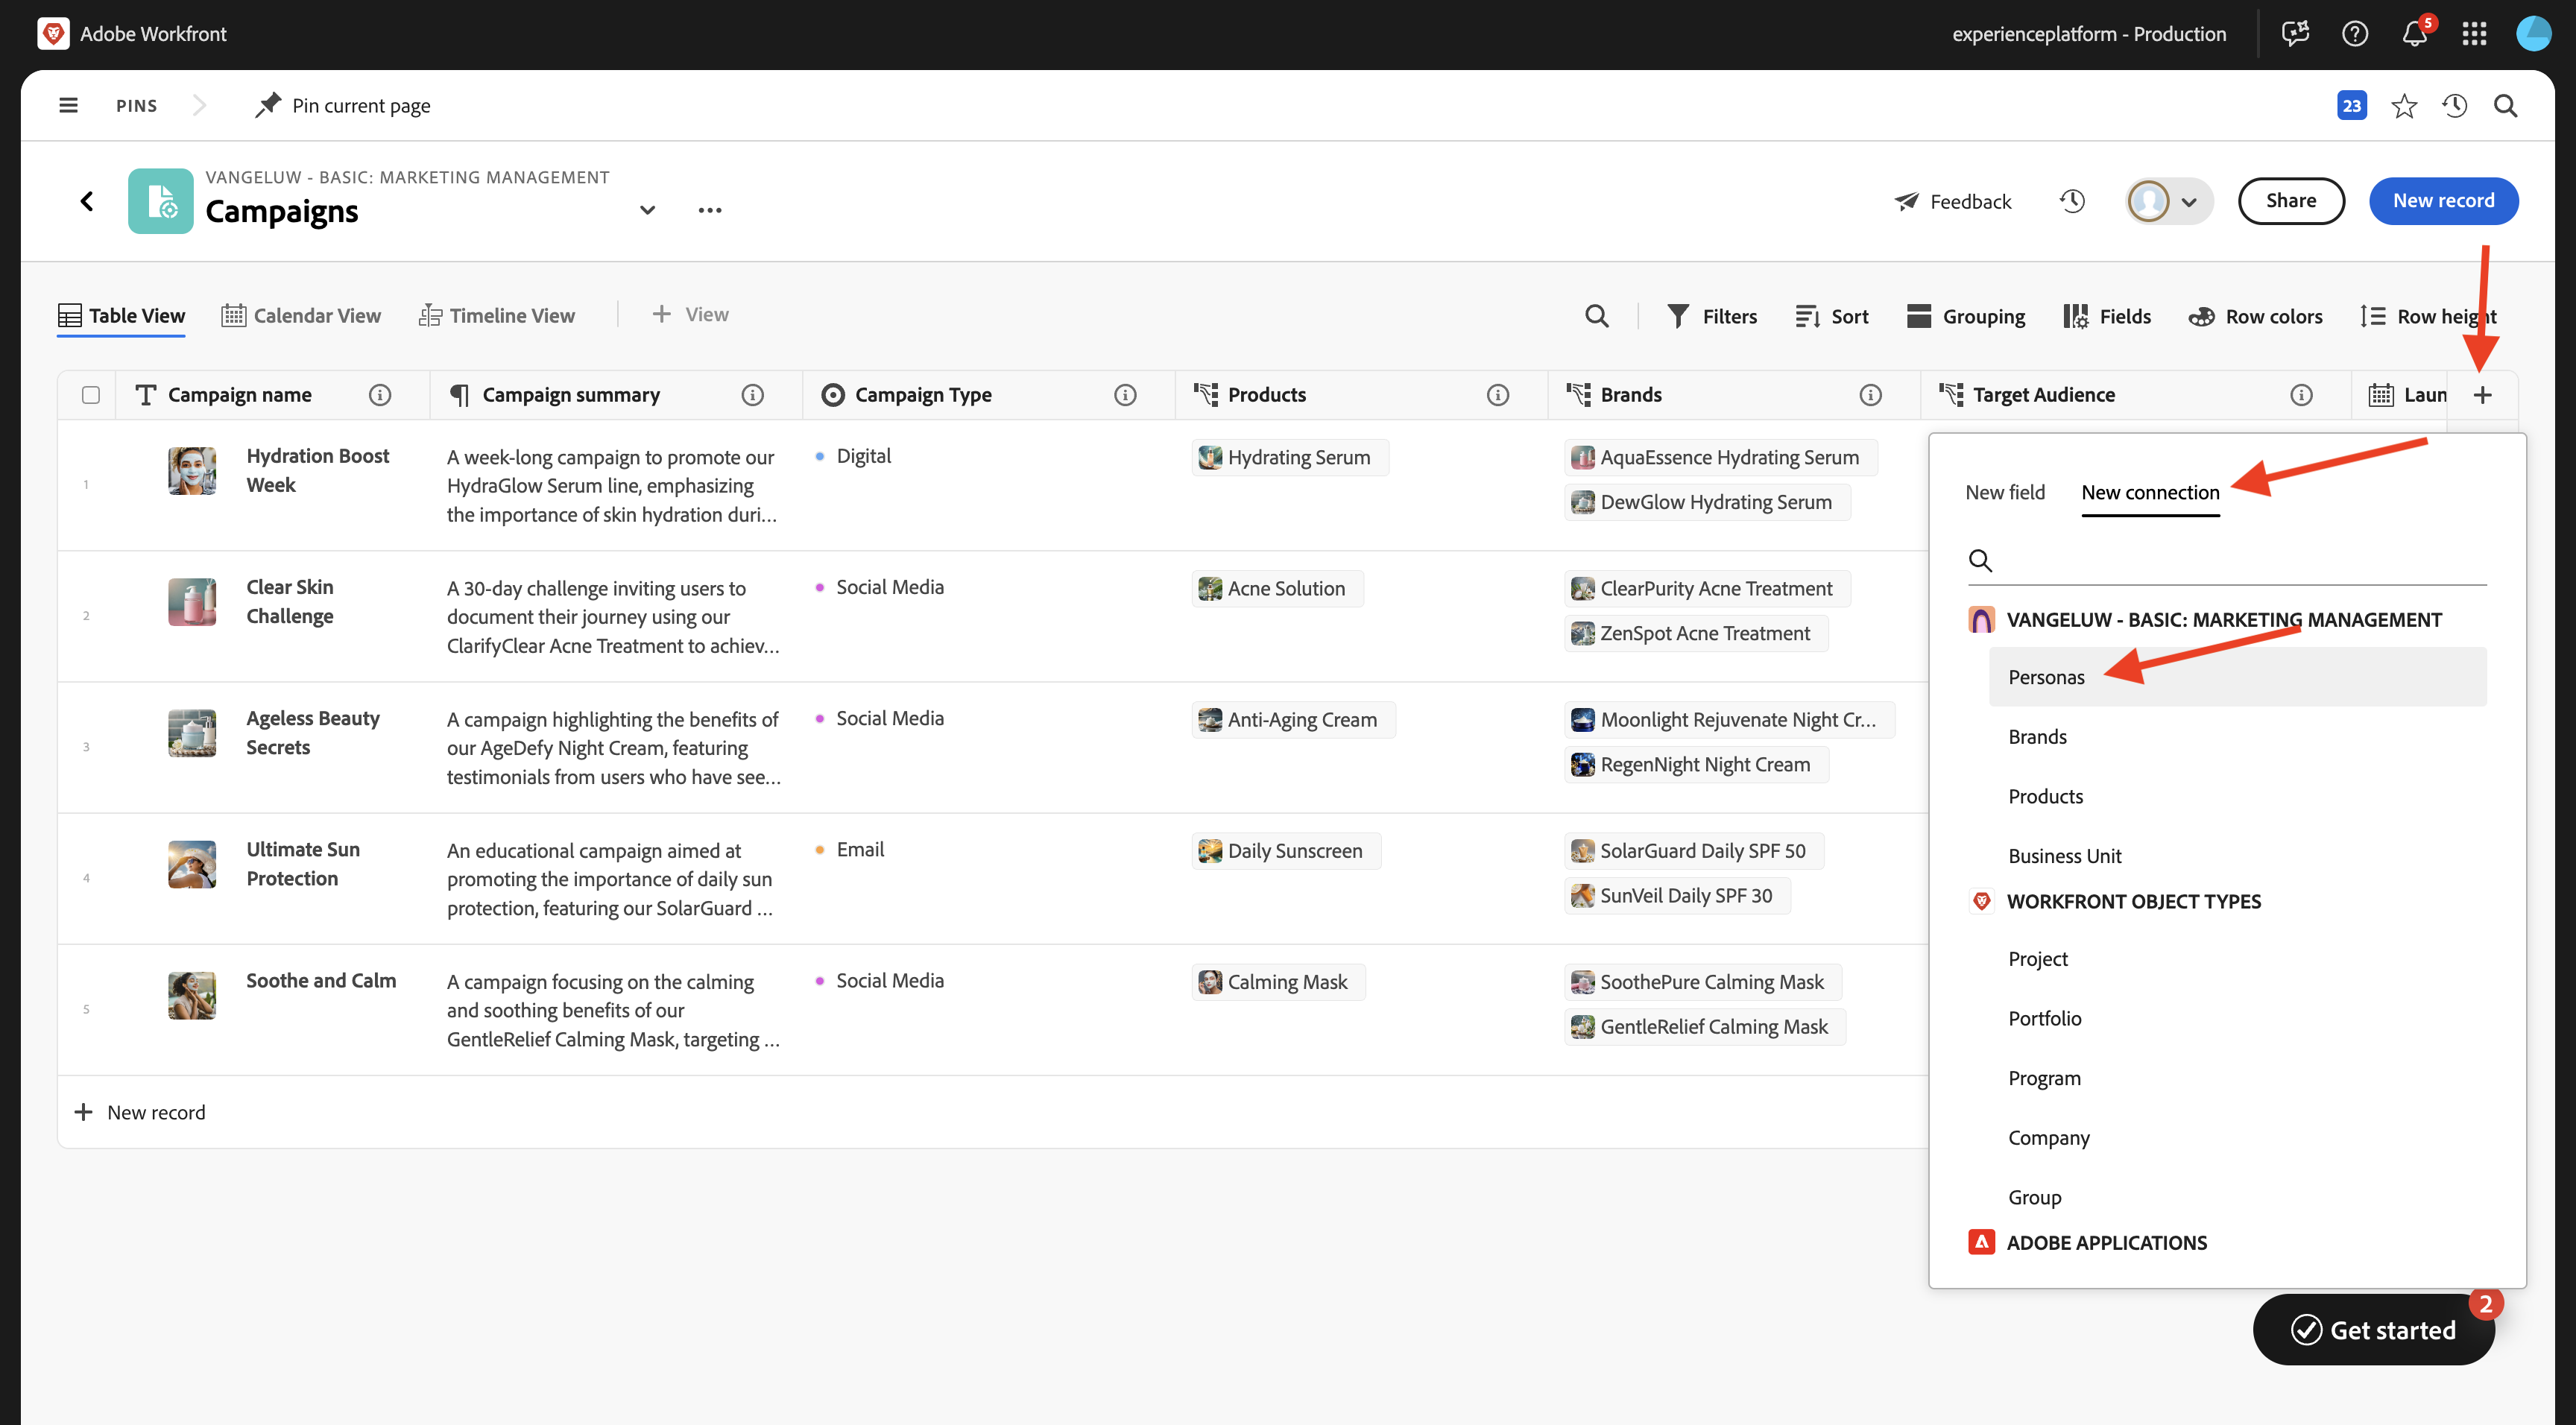 Adobe Workfront
experienceplatform - Production
5
PINS
Pin current page
23
VANGELUW - BASIC: MARKETING MANAGEMENT
Campaigns
Feedback
Share
New record
Table View
Calendar View
Timeline View
View
Filters
Sort
Grouping
Fields
Row colors
Row height
Campaign name
Campaign summary
Campaign Type
Products
Brands
Target Audience
Laun
1
Hydration Boost
Week
A week-long campaign to promote our
HydraGlow Serum line, emphasizing
the importance of skin hydration duri...
Digital
Hydrating Serum
AquaEssence Hydrating Serum
DewGlow Hydrating Serum
2
Clear Skin
Challenge
A 30-day challenge inviting users to
document their journey using our
ClarifyClear Acne Treatment to achiev...
Social Media
Acne Solution
ClearPurity Acne Treatment
ZenSpot Acne Treatment
3
Ageless Beauty
Secrets
A campaign highlighting the benefits of
our AgeDefy Night Cream, featuring
testimonials from users who have see...
Social Media
Anti-Aging Cream
Moonlight Rejuvenate Night Cr...
RegenNight Night Cream
4
Ultimate Sun
Protection
An educational campaign aimed at
promoting the importance of daily sun
protection, featuring our SolarGuard ...
Email
Daily Sunscreen
SolarGuard Daily SPF 50
SunVeil Daily SPF 30
5
Soothe and Calm
A campaign focusing on the calming
and soothing benefits of our
GentleRelief Calming Mask, targeting ...
Social Media
Calming Mask
SoothePure Calming Mask
GentleRelief Calming Mask
New record
New field
New connection
VANGELUW - BASIC: MARKETING MANAGEMENT
Personas
Brands
Products
Business Unit
WORKFRONT OBJECT TYPES
Project
Portfolio
Program
Company
Group
ADOBE APPLICATIONS
2
Get started